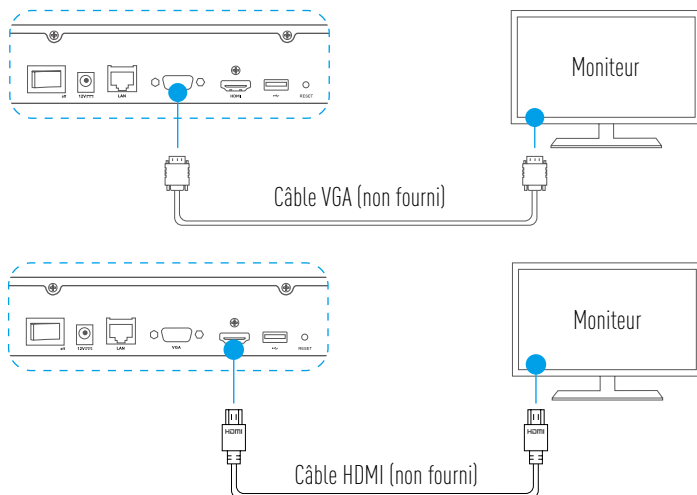 Moniteur
12V
LAN
HDMI
RESET
Câble VGA (non fourni)
Moniteur
12V
LAN
VGA
RESET
HDMI
HDMI
Câble HDMI (non fourni)